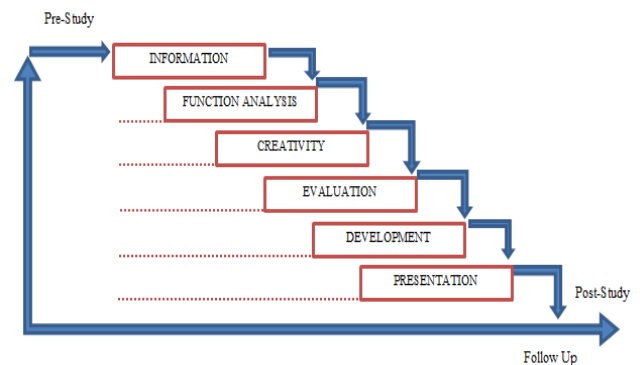 Pre-Study
INFORMATION
FUNCTION ANALYSIS
CREATIVITY
EVALUATION
DEVELOPMENT
PRESENTATION
Post-Study
Follow Up